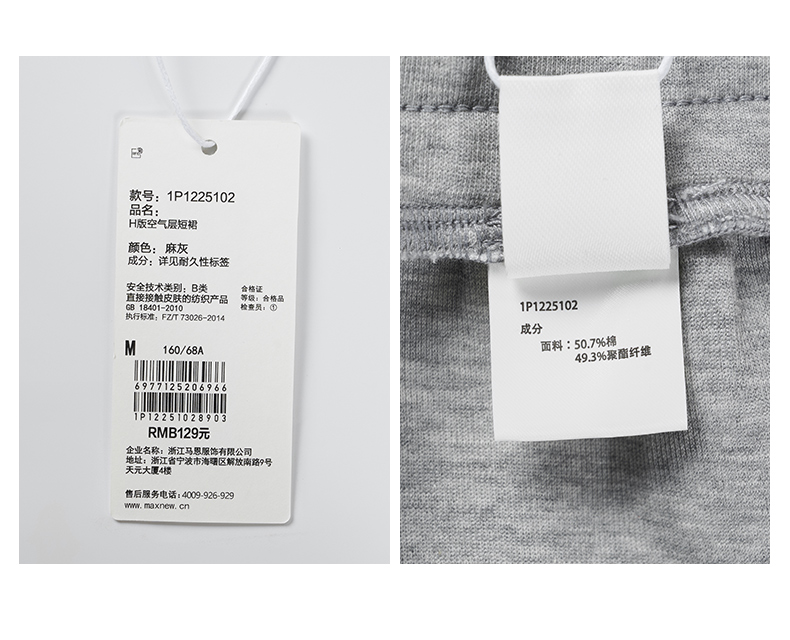 款号：1P1225102
品名：
H版空气层短裙
颜色：麻灰
成分：详见耐久性标签
安全技术类别：B类
直接接触皮肤的纺织产品
GB 18401-2010
执行标准：FZ/T 73026-2014
合格证
等级：合格品
检查员：①
M 160/68A
6977125206966
1P12251028903
RMB129元
企业名称：浙江马恩服饰有限公司
地址：浙江省宁波市海曙区解放南路9号
天元大厦4楼
售后服务电话：4009-926-929
www.maxnew.cn
1P1225102
成分
面料：50.7%棉
49.3%聚酯纤维